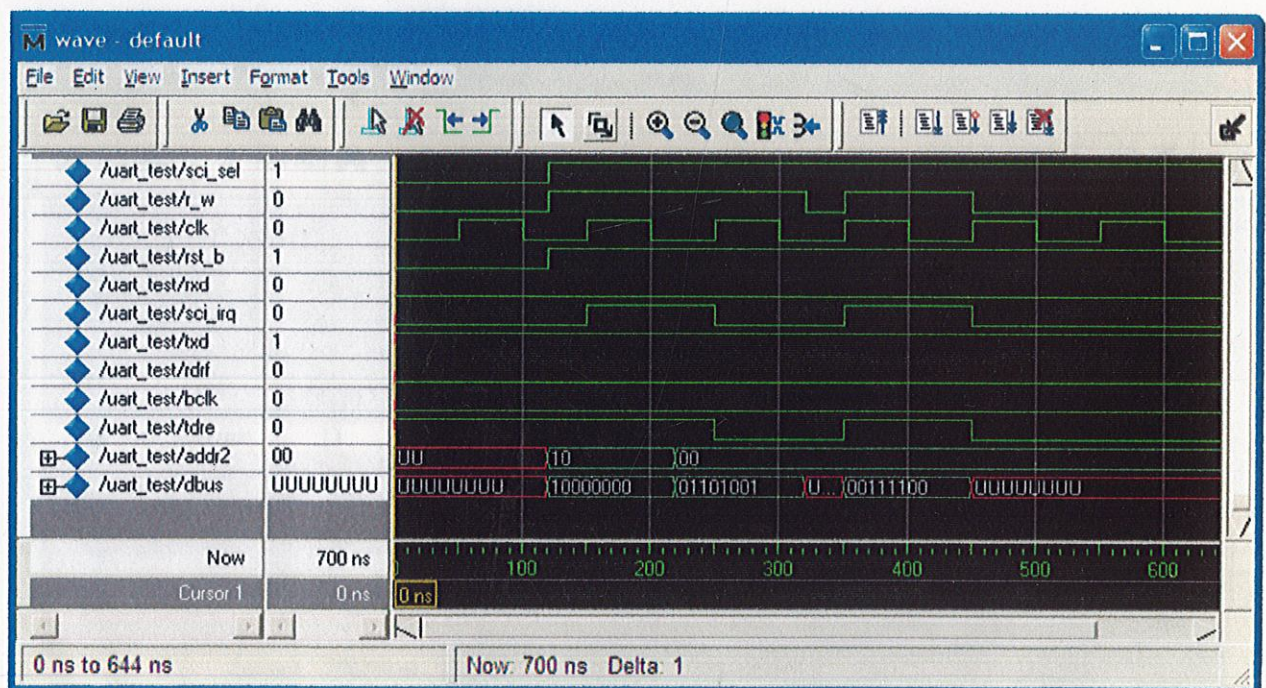 wave - default
File Edit View Insert Format Tools Window
/uart_test/sci_sel 1
/uart_test/r_w 0
/uart_test/clk 0
/uart_test/rst_b 1
/uart_test/rxd 0
/uart_test/sci_irq 0
/uart_test/txd 1
/uart_test/rdrf 0
/uart_test/bclk 0
/uart_test/tdre 0
/uart_test/addr2 00 UU 10 00
/uart_test/dbus UUUUUUUU UUUUUUUU 10000000 01101001 U... 00111100 UUUUUUUU
Now 700 ns 100 200 300 400 500 600
Cursor 1 0 ns 0 ns
0 ns to 644 ns Now: 700 ns Delta: 1